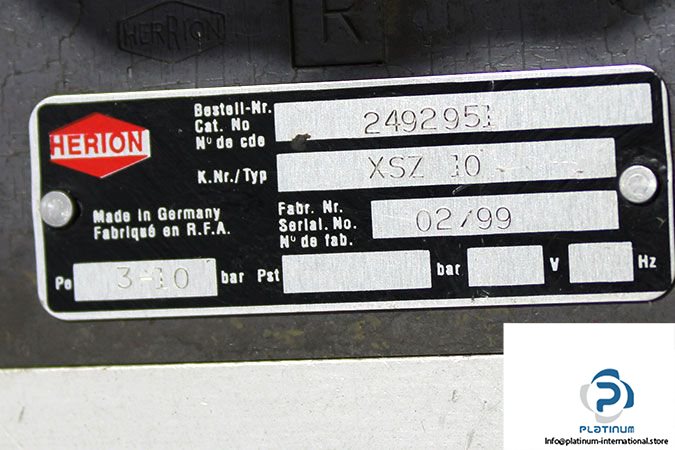 HERION
R
HERION
Bestell-Nr.
Cat. No
N° de cde
2492951
K.Nr./Typ
XSZ 10
Made in Germany
Fabriqué en R.F.A.
Fabr. Nr.
Serial. No.
N° de fab.
02/99
Pe 3-10 bar Pst bar V Hz
PLATINUM
Info@platinum-international.store